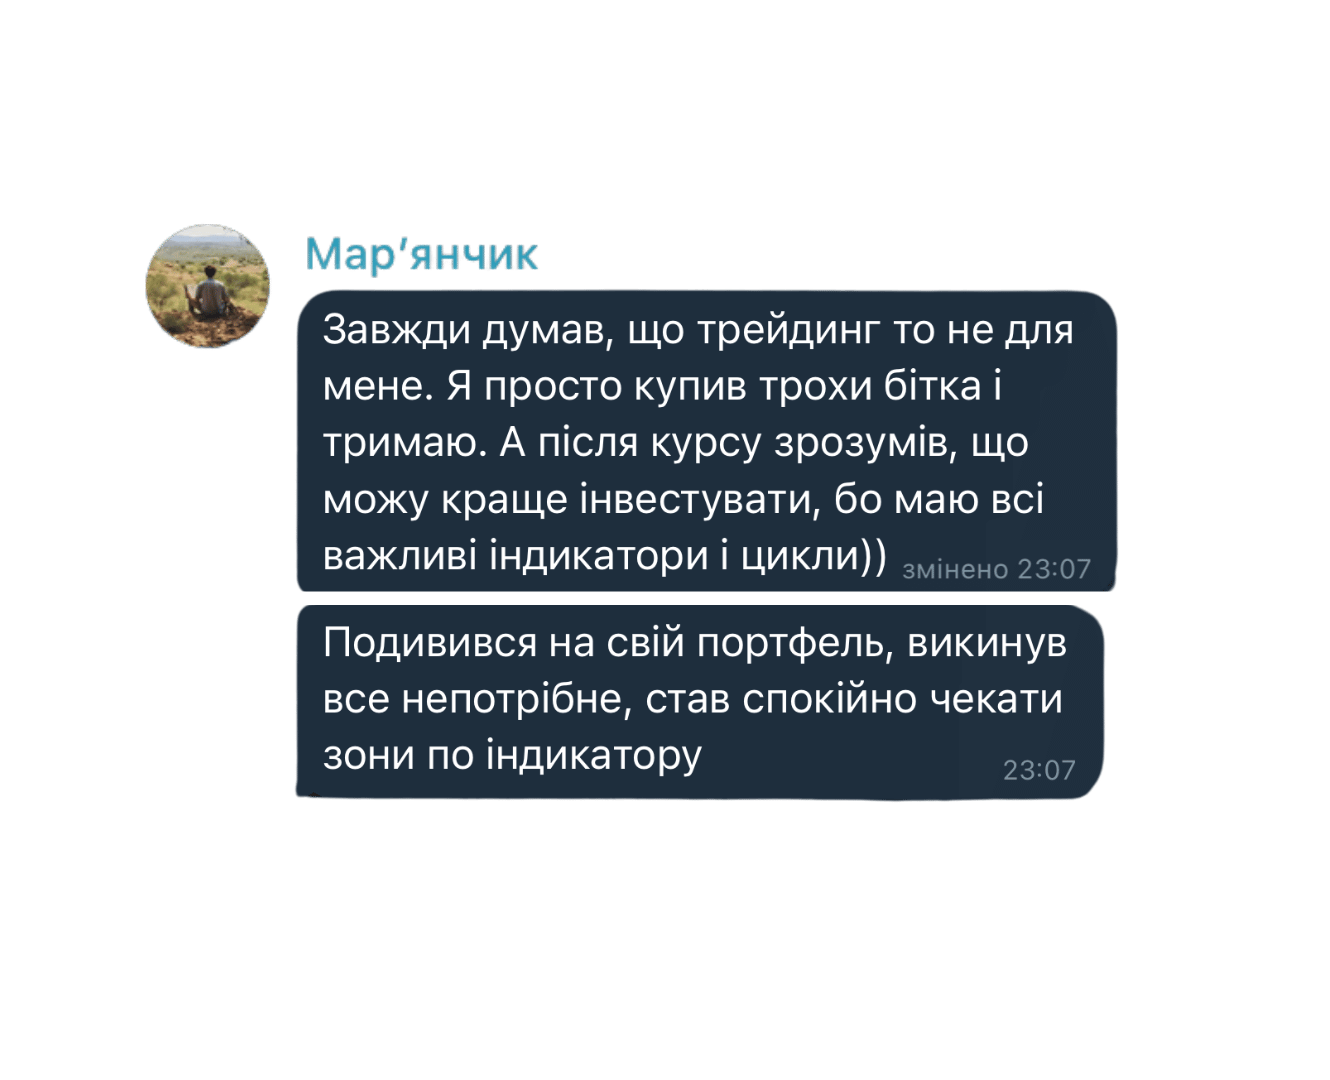 Мар’янчик
Завжди думав, що трейдинг то не для
мене. Я просто купив трохи бітка і
тримаю. А після курсу зрозумів, що
можу краще інвестувати, бо маю всі
важливі індикатори і цикли))
змінено 23:07
Подивився на свій портфель, викинув
все непотрібне, став спокійно чекати
зони по індикатору
23:07